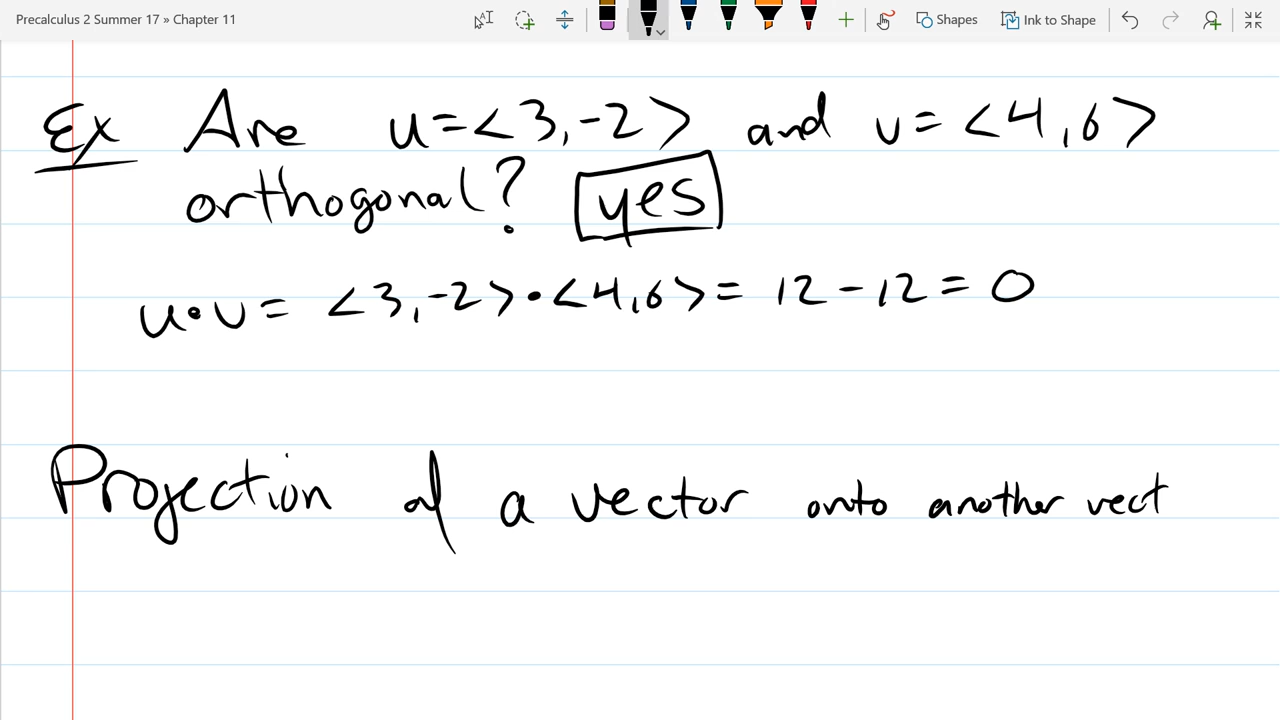 Precalculus 2 Summer 17 » Chapter 11
Shapes
Ink to Shape
Ex Are u=<3,-2> and v=<4,6>
orthogonal? yes
u•v= <3,-2>•<4,6>= 12-12=0
Projection of a vector onto another vect